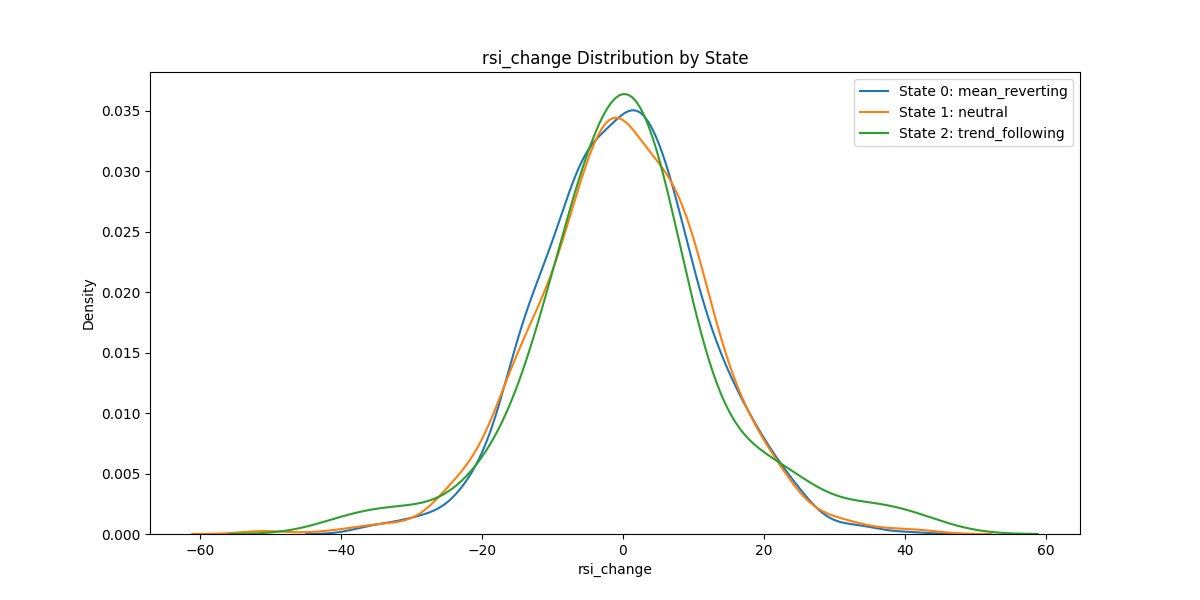 rsi_change Distribution by State
State 0: mean_reverting
State 1: neutral
State 2: trend_following
Density
0.035
0.030
0.025
0.020
0.015
0.010
0.005
0.000
−60
−40
−20
0
20
40
60
rsi_change